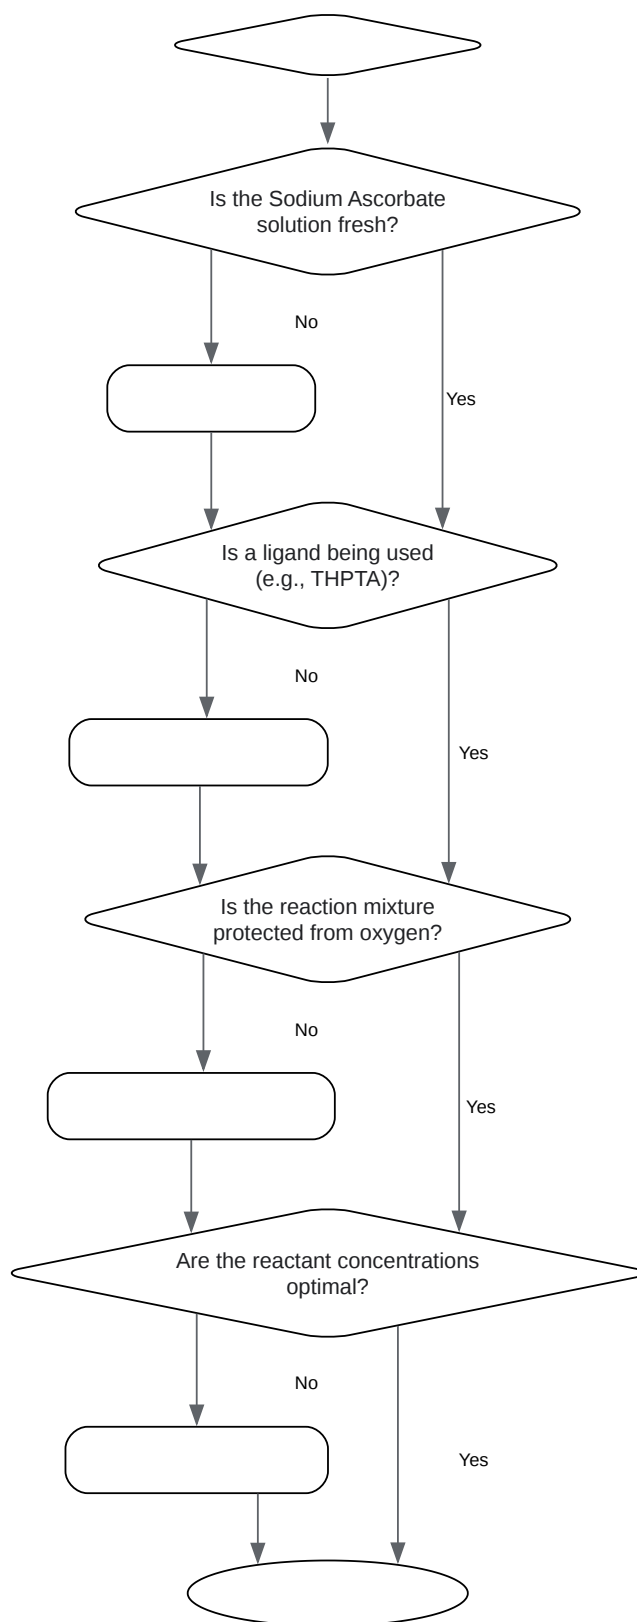 Is the Sodium Ascorbate
solution fresh?
No
Yes
Is a ligand being used
(e.g., THPTA)?
No
Yes
Is the reaction mixture
protected from oxygen?
No
Yes
Are the reactant concentrations
optimal?
No
Yes